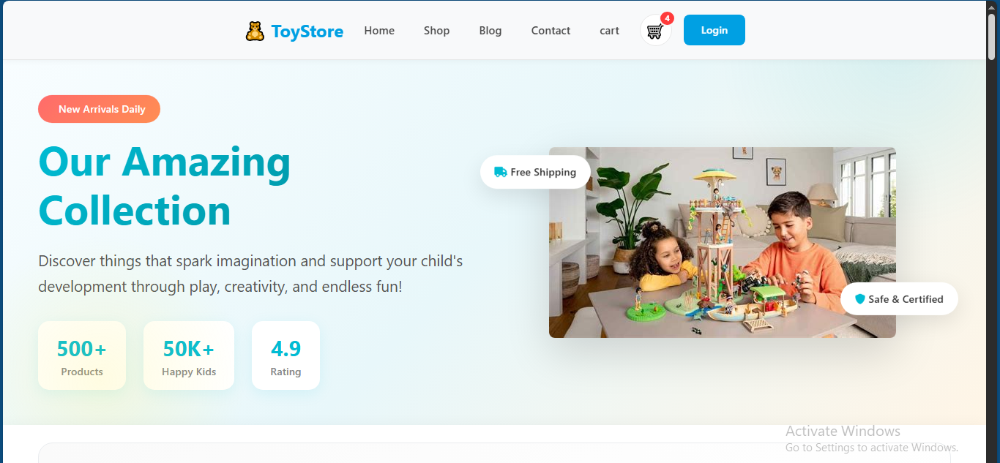 ToyStore Home Shop Blog Contact cart 4 Login
New Arrivals Daily
Our Amazing
Collection
Free Shipping
Discover things that spark imagination and support your child's
development through play, creativity, and endless fun!
Safe & Certified
500+ 50K+ 4.9
Products Happy Kids Rating
Activate Windows
Go to Settings to activate Windows.